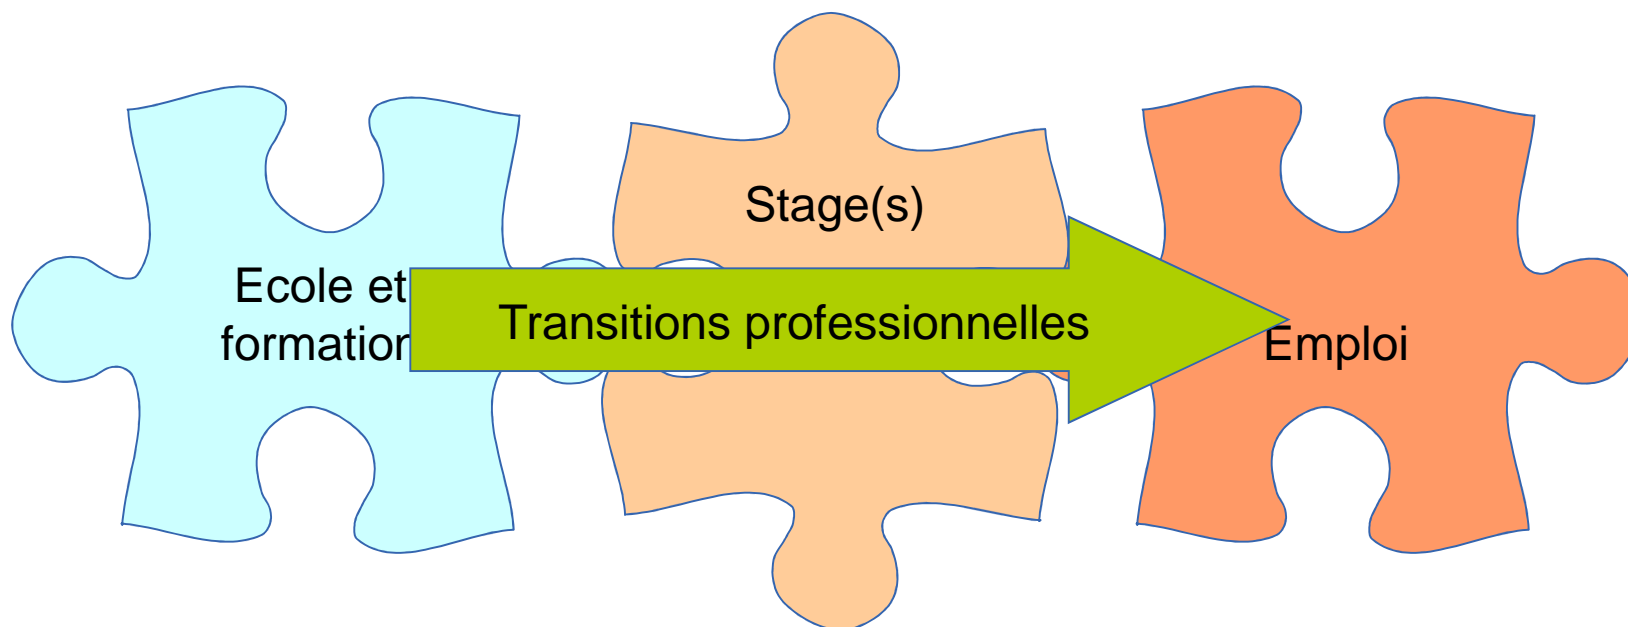 Stage(s)
Ecole et
formation
Transitions professionnelles
Emploi